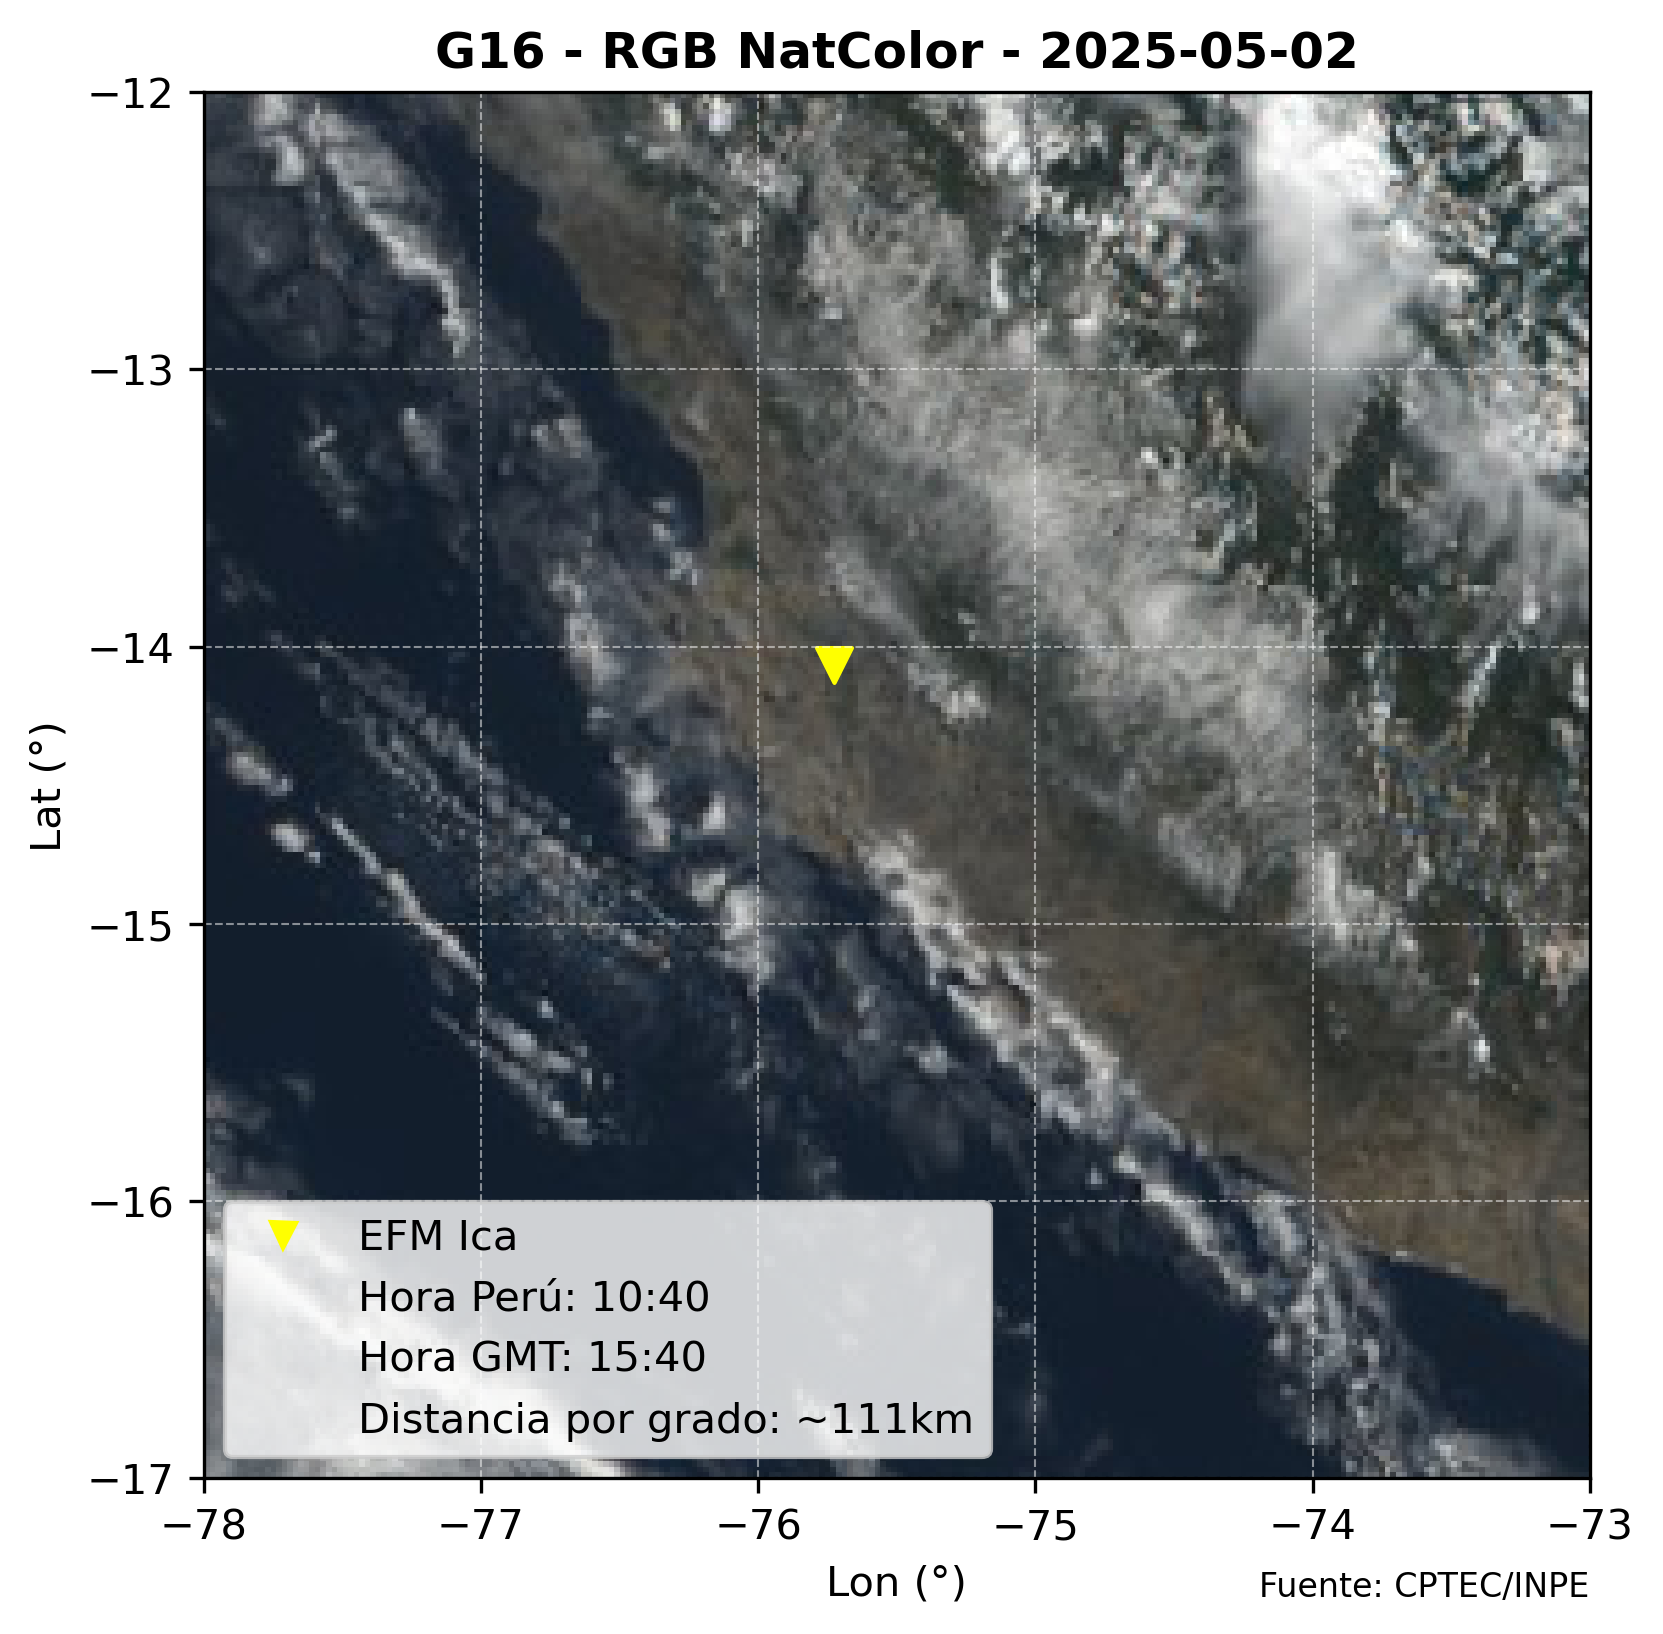 G16 - RGB NatColor - 2025-05-02
−12
−13
−14
−15
−16
−17
Lat (°)
EFM Ica
Hora Perú: 10:40
Hora GMT: 15:40
Distancia por grado: ~111km
−78 −77 −76 −75 −74 −73
Lon (°)
Fuente: CPTEC/INPE